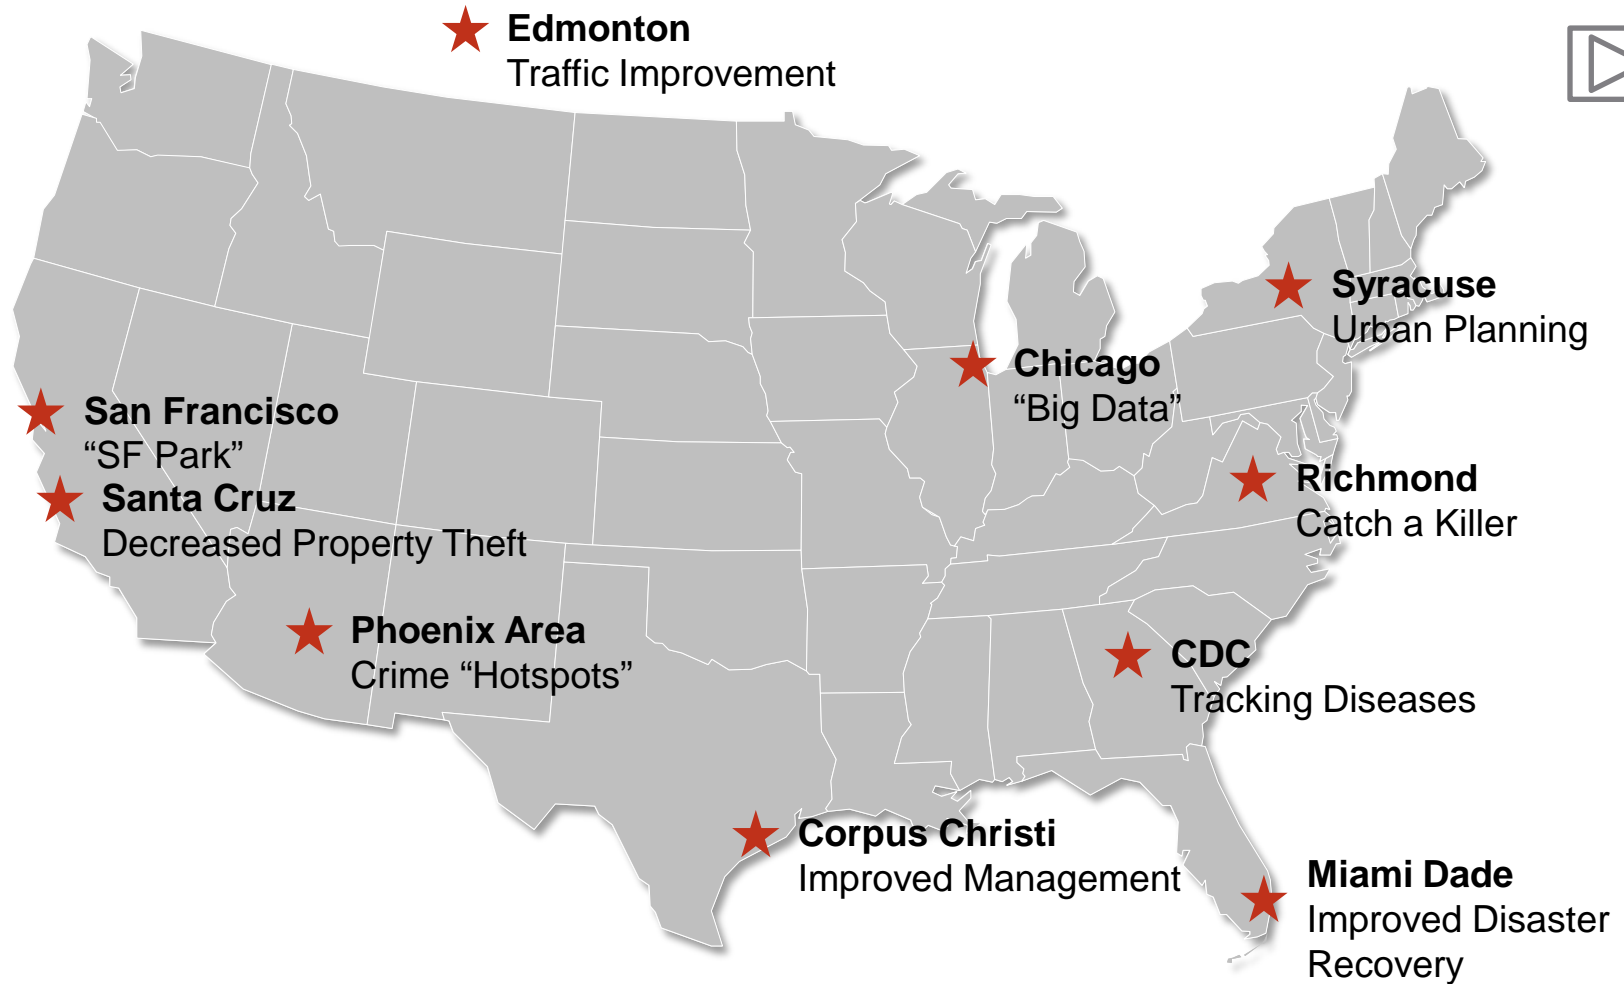 Edmonton
Traffic Improvement
Syracuse
Urban Planning
Chicago
“Big Data”
San Francisco
“SF Park”
Santa Cruz
Decreased Property Theft
Richmond
Catch a Killer
Phoenix Area
Crime “Hotspots”
CDC
Tracking Diseases
Corpus Christi
Improved Management
Miami Dade
Improved Disaster
Recovery